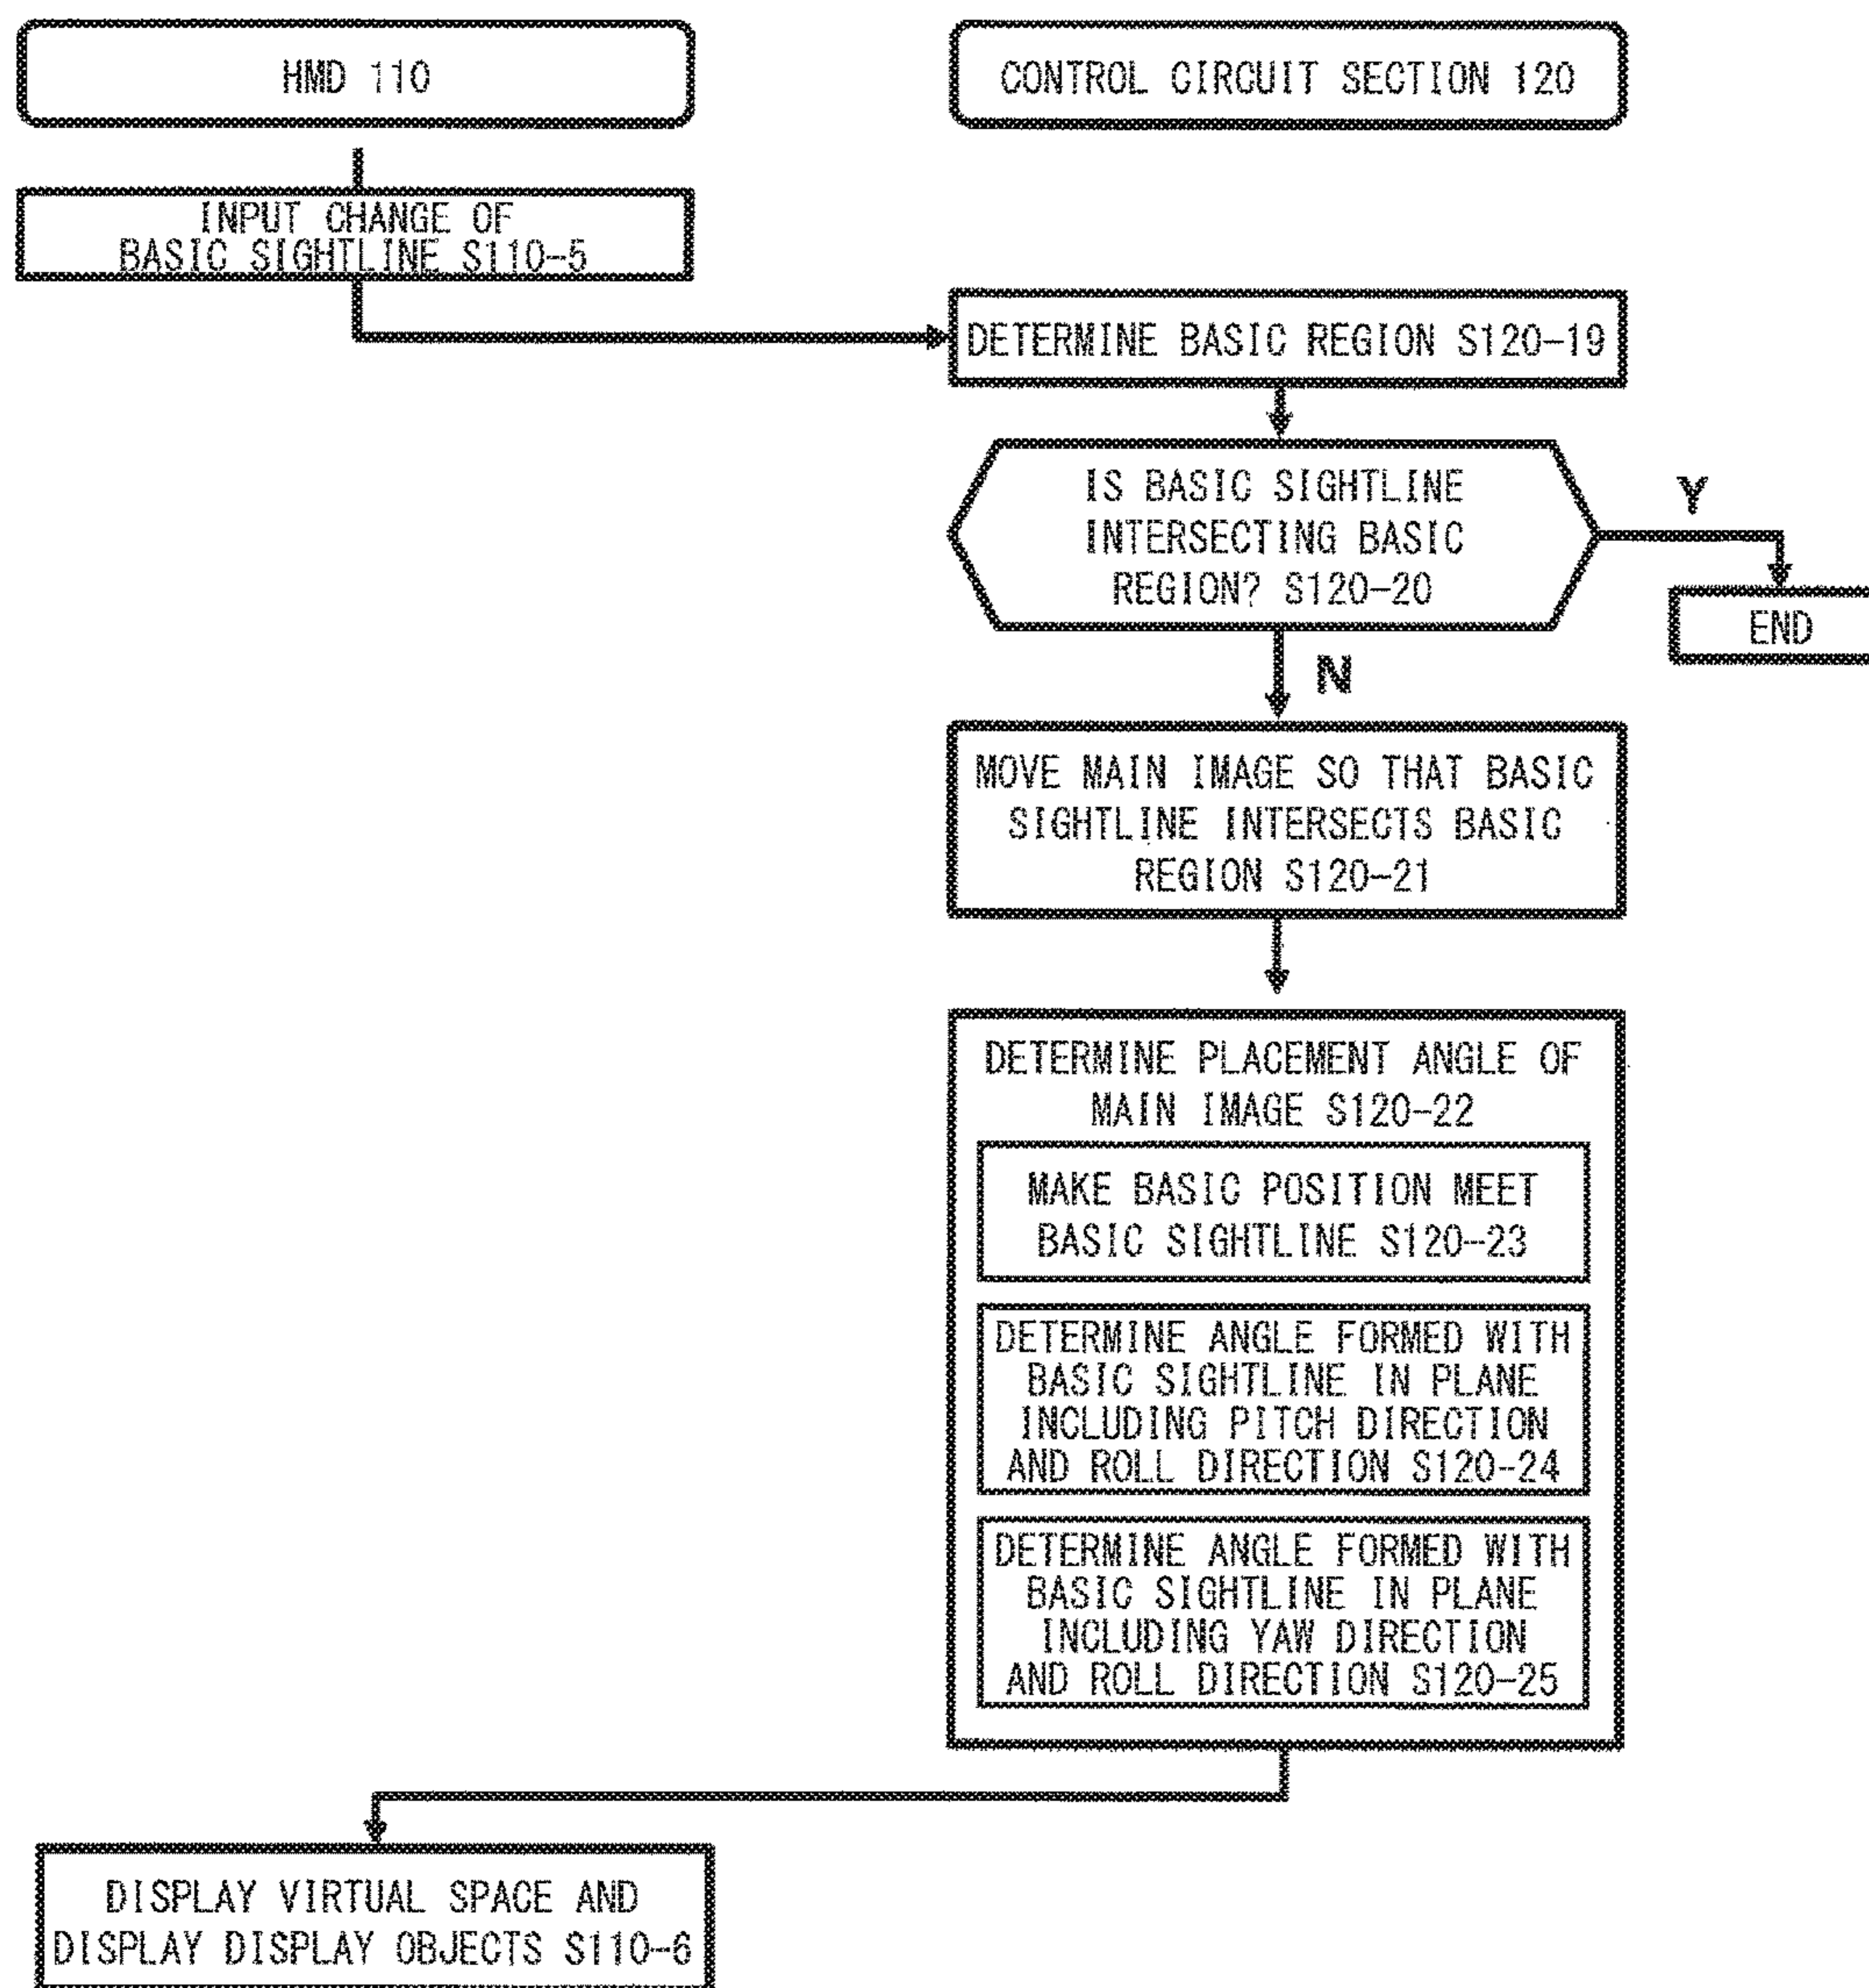 HMD 110
CONTROL CIRCUIT SECTION 120
INPUT CHANGE OF
BASIC SIGHTLINE S110-5
DETERMINE BASIC REGION S120-19
IS BASIC SIGHTLINE
INTERSECTING BASIC
REGION? S120-20
Y
END
N
MOVE MAIN IMAGE SO THAT BASIC
SIGHTLINE INTERSECTS BASIC
REGION S120-21
DETERMINE PLACEMENT ANGLE OF
MAIN IMAGE S120-22
MAKE BASIC POSITION MEET
BASIC SIGHTLINE S120-23
DETERMINE ANGLE FORMED WITH
BASIC SIGHTLINE IN PLANE
INCLUDING PITCH DIRECTION
AND ROLL DIRECTION S120-24
DETERMINE ANGLE FORMED WITH
BASIC SIGHTLINE IN PLANE
INCLUDING YAW DIRECTION
AND ROLL DIRECTION S120-25
DISPLAY VIRTUAL SPACE AND
DISPLAY DISPLAY OBJECTS S110-6